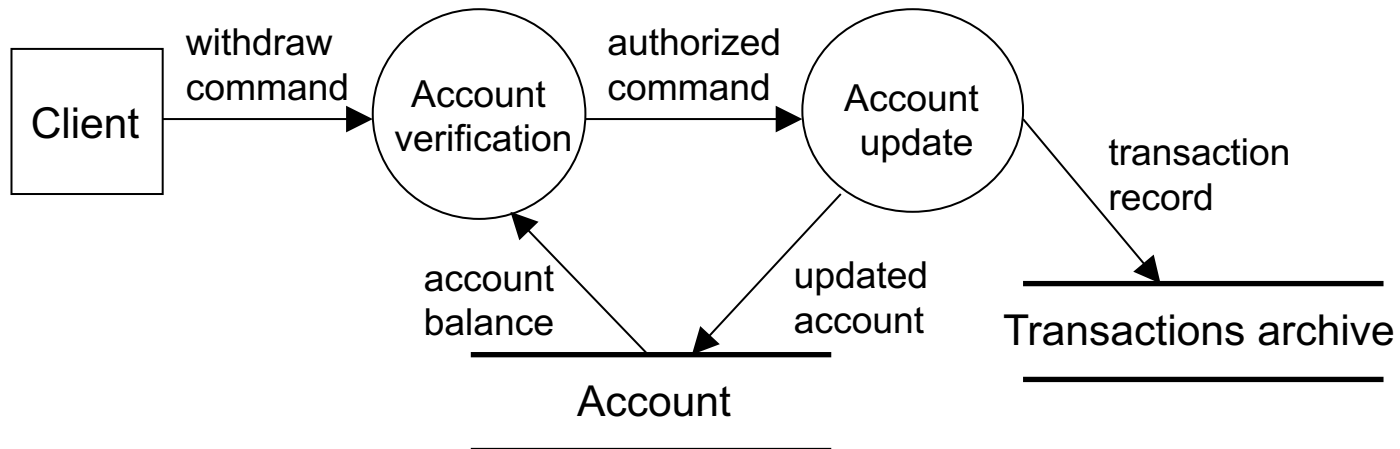 withdraw
command
authorized
command
Client
Account
verification
Account
update
transaction
record
account
balance
updated
account
Transactions archive
Account